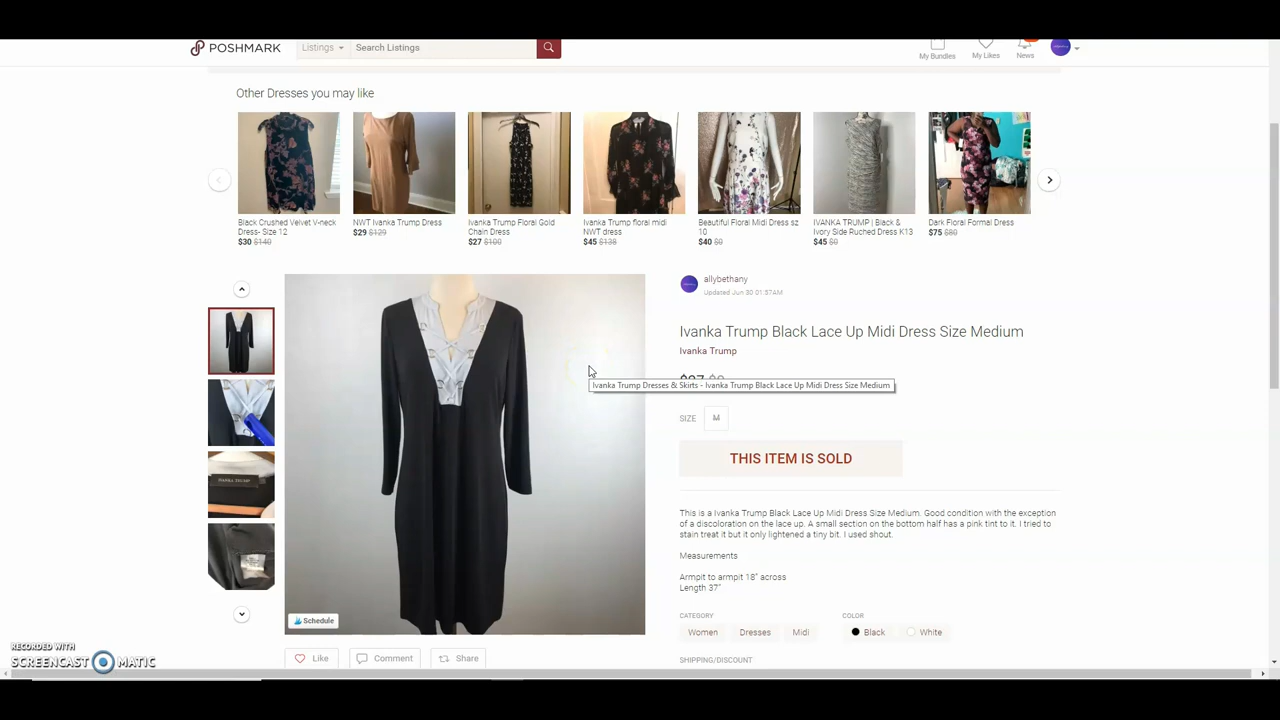 POSHMARK
Listings
Search Listings
My Bundles
My Likes
News
Other Dresses you may like
Black Crushed Velvet V-neck
Dress- Size 12
$30 $140
NWT Ivanka Trump Dress
$29 $129
Ivanka Trump Floral Gold
Chain Dress
$27 $100
Ivanka Trump floral midi
NWT dress
$45 $138
Beautiful Floral Midi Dress sz
10
$40 $0
IVANKA TRUMP | Black &
Ivory Side Ruched Dress K13
$45 $0
Dark Floral Formal Dress
$75 $80
allybethany
Updated Jun 30 01:57AM
Ivanka Trump Black Lace Up Midi Dress Size Medium
Ivanka Trump
Ivanka Trump Dresses & Skirts - Ivanka Trump Black Lace Up Midi Dress Size Medium
SIZE M
THIS ITEM IS SOLD
This is a Ivanka Trump Black Lace Up Midi Dress Size Medium. Good condition with the exception
of a discoloration on the lace up. A small section on the bottom half has a pink tint to it. I tried to
stain treat it but it only lightened a tiny bit. I used shout.
Measurements
Armpit to armpit 18" across
Length 37"
CATEGORY
Women Dresses Midi
COLOR
Black White
SHIPPING/DISCOUNT
IVANKA TRUMP
Schedule
Like Comment Share
RECORDED WITH
SCREENCAST MATIC